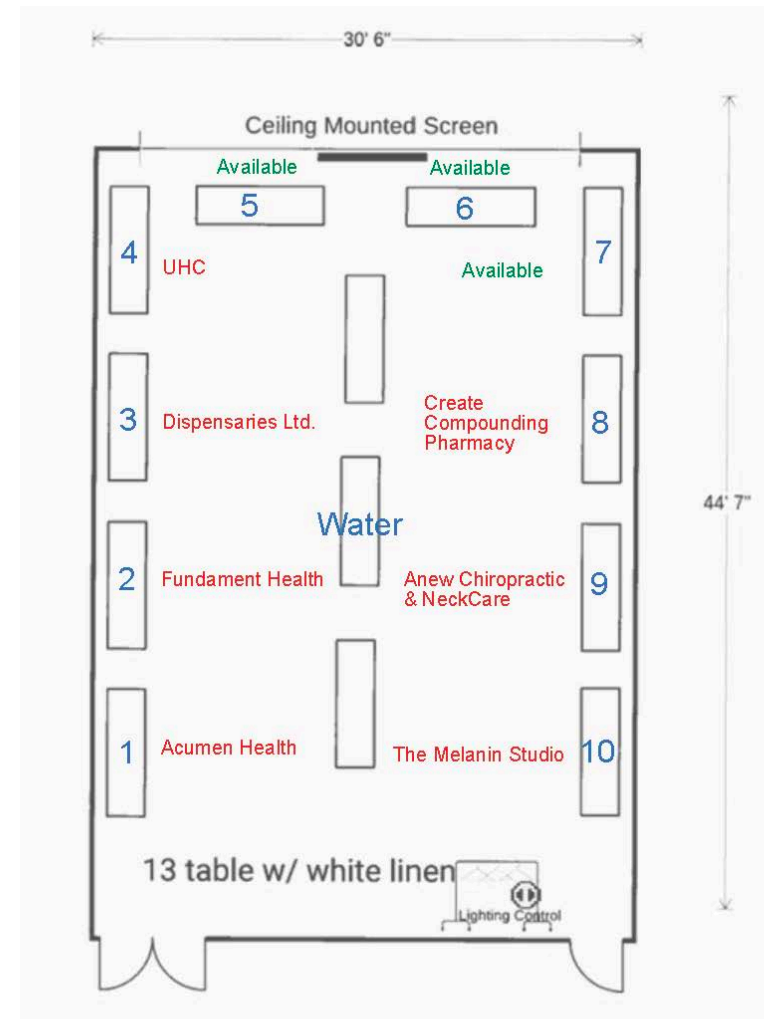 30' 6"
Ceiling Mounted Screen
Available
Available
5
6
4
7
UHC
Available
3
Dispensaries Ltd.
Create
Compounding
Pharmacy
8
44' 7"
Water
2
Fundament Health
Anew Chiropractic
& NeckCare
9
1
Acumen Health
The Melanin Studio
10
13 table w/ white linen
Lighting Control